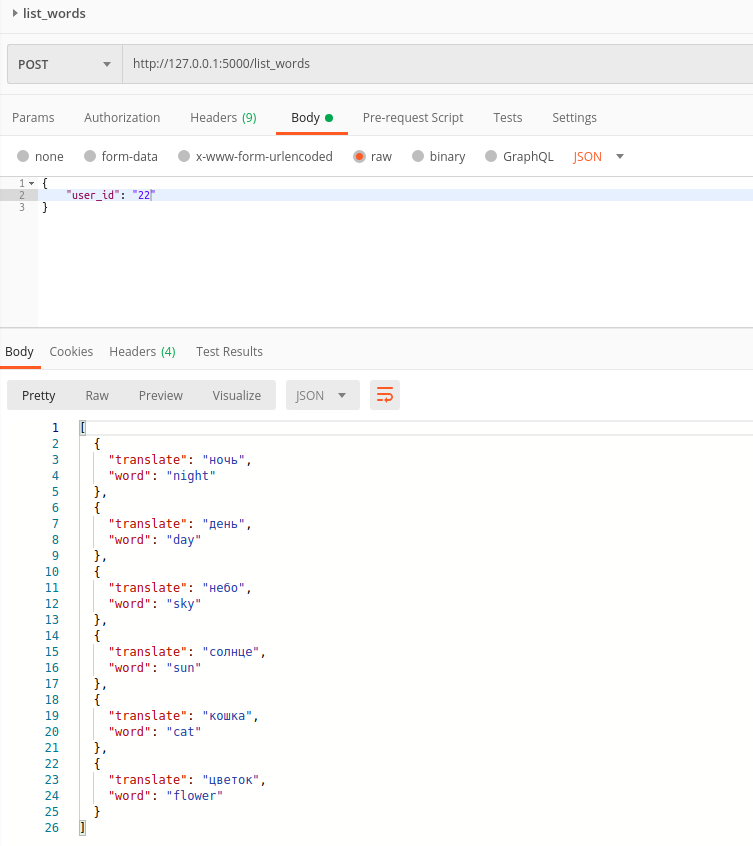 list_words
POST http://127.0.0.1:5000/list_words
Params Authorization Headers (9) Body Pre-request Script Tests Settings
none form-data x-www-form-urlencoded raw binary GraphQL JSON
1 {
2 "user_id": "22"
3 }
Body Cookies Headers (4) Test Results
Pretty Raw Preview Visualize JSON
1 [
2 {
3 "translate": "ночь",
4 "word": "night"
5 },
6 {
7 "translate": "день",
8 "word": "day"
9 },
10 {
11 "translate": "небо",
12 "word": "sky"
13 },
14 {
15 "translate": "солнце",
16 "word": "sun"
17 },
18 {
19 "translate": "кошка",
20 "word": "cat"
21 },
22 {
23 "translate": "цветок",
24 "word": "flower"
25 }
26 ]